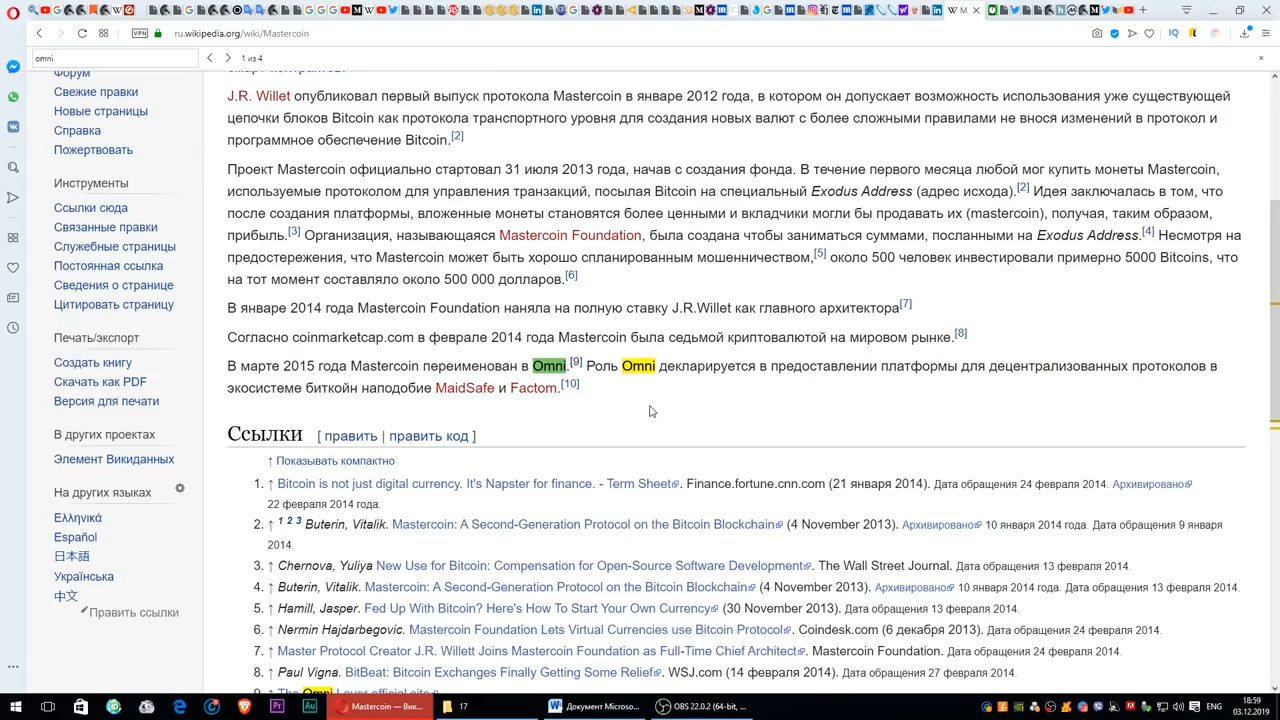 VPN
ru.wikipedia.org/wiki/Mastercoin
omni
1 из 4
Форум
Свежие правки
Новые страницы
Справка
Пожертвовать
Инструменты
Ссылки сюда
Связанные правки
Служебные страницы
Постоянная ссылка
Сведения о странице
Цитировать страницу
Печать/экспорт
Создать книгу
Скачать как PDF
Версия для печати
В других проектах
Элемент Викиданных
На других языках
Ελληνικά
Español
日本語
Українська
中文
Править ссылки
J.R. Willet опубликовал первый выпуск протокола Mastercoin в январе 2012 года, в котором он допускает возможность использования уже существующей
цепочки блоков Bitcoin как протокола транспортного уровня для создания новых валют с более сложными правилами не внося изменений в протокол и
программное обеспечение Bitcoin.[2]
Проект Mastercoin официально стартовал 31 июля 2013 года, начав с создания фонда. В течение первого месяца любой мог купить монеты Mastercoin,
используемые протоколом для управления транзакций, посылая Bitcoin на специальный Exodus Address (адрес исхода).[2] Идея заключалась в том, что
после создания платформы, вложенные монеты становятся более ценными и вкладчики могли бы продавать их (mastercoin), получая, таким образом,
прибыль.[3] Организация, называющаяся Mastercoin Foundation, была создана чтобы заниматься суммами, посланными на Exodus Address.[4] Несмотря на
предостережения, что Mastercoin может быть хорошо спланированным мошенничеством,[5] около 500 человек инвестировали примерно 5000 Bitcoins, что
на тот момент составляло около 500 000 долларов.[6]
В январе 2014 года Mastercoin Foundation наняла на полную ставку J.R.Willet как главного архитектора[7]
Согласно coinmarketcap.com в феврале 2014 года Mastercoin была седьмой криптовалютой на мировом рынке.[8]
В марте 2015 года Mastercoin переименован в Omni.[9] Роль Omni декларируется в предоставлении платформы для децентрализованных протоколов в
экосистеме биткойн наподобие MaidSafe и Factom.[10]
Ссылки [ править | править код ]
↑ Показывать компактно
1. ↑ Bitcoin is not just digital currency. It's Napster for finance. - Term Sheet. Finance.fortune.cnn.com (21 января 2014). Дата обращения 24 февраля 2014. Архивировано
22 февраля 2014 года.
2. ↑ 1 2 3 Buterin, Vitalik. Mastercoin: A Second-Generation Protocol on the Bitcoin Blockchain (4 November 2013). Архивировано 10 января 2014 года. Дата обращения 9 января
2014.
3. ↑ Chernova, Yuliya New Use for Bitcoin: Compensation for Open-Source Software Development. The Wall Street Journal. Дата обращения 13 февраля 2014.
4. ↑ Buterin, Vitalik. Mastercoin: A Second-Generation Protocol on the Bitcoin Blockchain (4 November 2013). Архивировано 10 января 2014 года. Дата обращения 13 февраля 2014.
5. ↑ Hamill, Jasper. Fed Up With Bitcoin? Here's How To Start Your Own Currency (30 November 2013). Дата обращения 13 февраля 2014.
6. ↑ Nermin Hajdarbegovic. Mastercoin Foundation Lets Virtual Currencies use Bitcoin Protocol. Coindesk.com (6 декабря 2013). Дата обращения 24 февраля 2014.
7. ↑ Master Protocol Creator J.R. Willett Joins Mastercoin Foundation as Full-Time Chief Architect. Mastercoin Foundation. Дата обращения 24 февраля 2014.
8. ↑ Paul Vigna. BitBeat: Bitcoin Exchanges Finally Getting Some Relief. WSJ.com (14 февраля 2014). Дата обращения 27 февраля 2014.
Mastercoin — Вик...
17
Документ Microso...
OBS 22.0.2 (64-bit, ...
ENG
18:59
03.12.2019